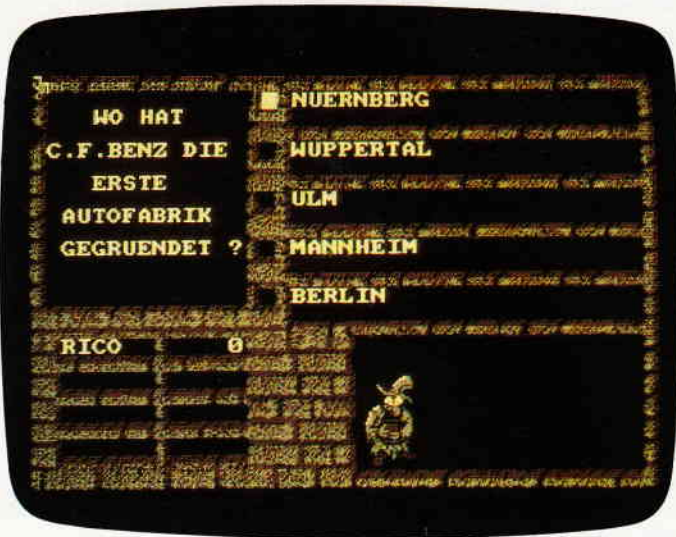 WO HAT
C.F.BENZ DIE
ERSTE
AUTOFABRIK
GEGRUENDET ?
NUERNBERG
WUPPERTAL
ULM
MANNHEIM
BERLIN
RICO 0